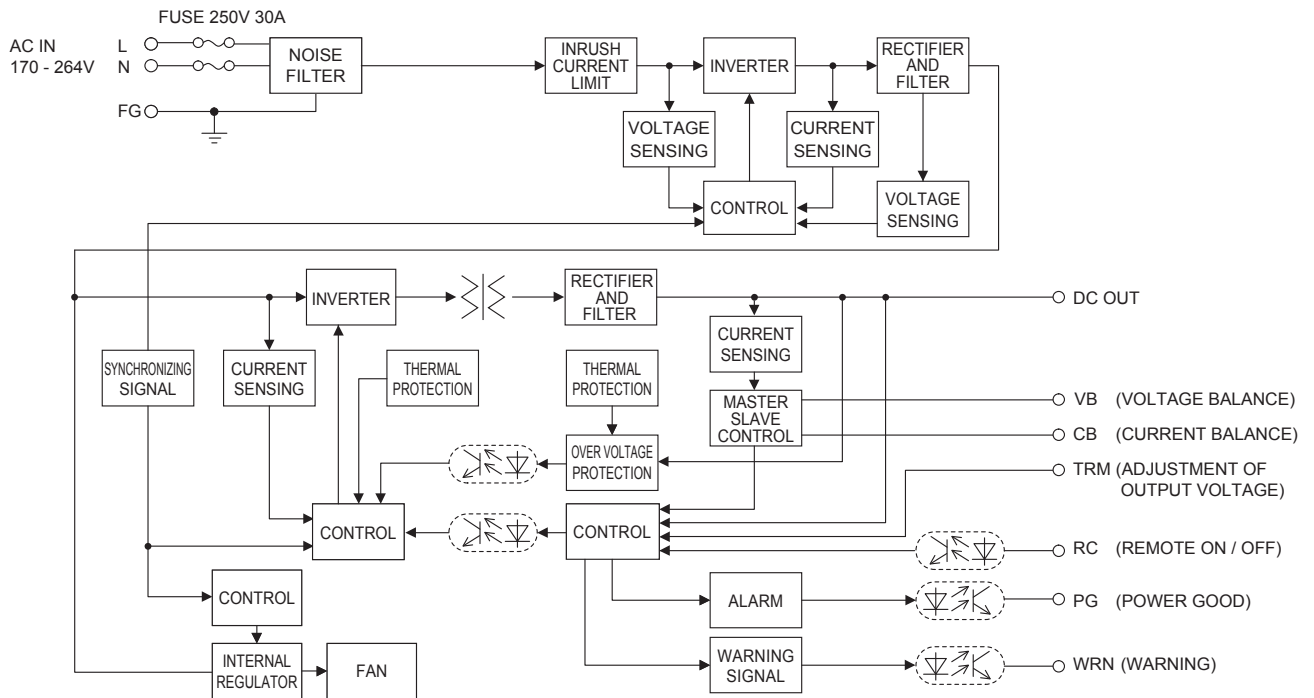 FUSE 250V 30A
AC IN
170 - 264V
L
N
FG
NOISE
FILTER
INRUSH
CURRENT
LIMIT
INVERTER
RECTIFIER
AND
FILTER
VOLTAGE
SENSING
CURRENT
SENSING
CONTROL
VOLTAGE
SENSING
INVERTER
RECTIFIER
AND
FILTER
DC OUT
SYNCHRONIZING
SIGNAL
CURRENT
SENSING
THERMAL
PROTECTION
THERMAL
PROTECTION
CURRENT
SENSING
MASTER
SLAVE
CONTROL
VB (VOLTAGE BALANCE)
CB (CURRENT BALANCE)
OVER VOLTAGE
PROTECTION
TRM (ADJUSTMENT OF
OUTPUT VOLTAGE)
CONTROL
CONTROL
RC (REMOTE ON / OFF)
CONTROL
ALARM
PG (POWER GOOD)
INTERNAL
REGULATOR
FAN
WARNING
SIGNAL
WRN (WARNING)